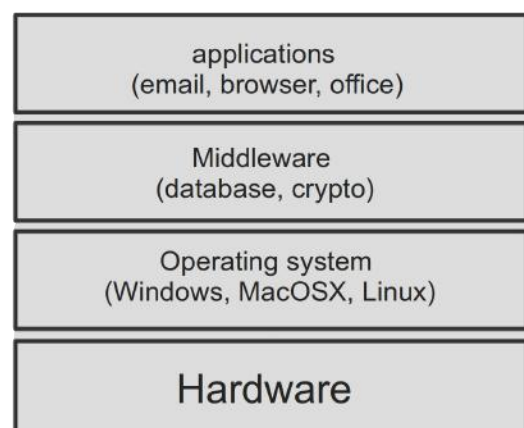 applications
(email, browser, office)
Middleware
(database, crypto)
Operating system
(Windows, MacOSX, Linux)
Hardware